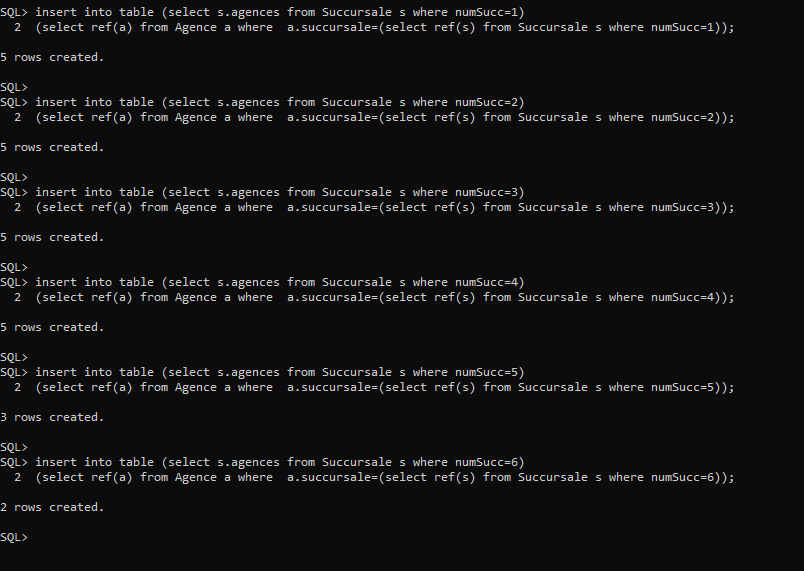 SQL> insert into table (select s.agences from Succursale s where numSucc=1)
  2  (select ref(a) from Agence a where  a.succursale=(select ref(s) from Succursale s where numSucc=1));
5 rows created.
SQL>
SQL> insert into table (select s.agences from Succursale s where numSucc=2)
  2  (select ref(a) from Agence a where  a.succursale=(select ref(s) from Succursale s where numSucc=2));
5 rows created.
SQL>
SQL> insert into table (select s.agences from Succursale s where numSucc=3)
  2  (select ref(a) from Agence a where  a.succursale=(select ref(s) from Succursale s where numSucc=3));
5 rows created.
SQL>
SQL> insert into table (select s.agences from Succursale s where numSucc=4)
  2  (select ref(a) from Agence a where  a.succursale=(select ref(s) from Succursale s where numSucc=4));
5 rows created.
SQL>
SQL> insert into table (select s.agences from Succursale s where numSucc=5)
  2  (select ref(a) from Agence a where  a.succursale=(select ref(s) from Succursale s where numSucc=5));
3 rows created.
SQL>
SQL> insert into table (select s.agences from Succursale s where numSucc=6)
  2  (select ref(a) from Agence a where  a.succursale=(select ref(s) from Succursale s where numSucc=6));
2 rows created.
SQL>